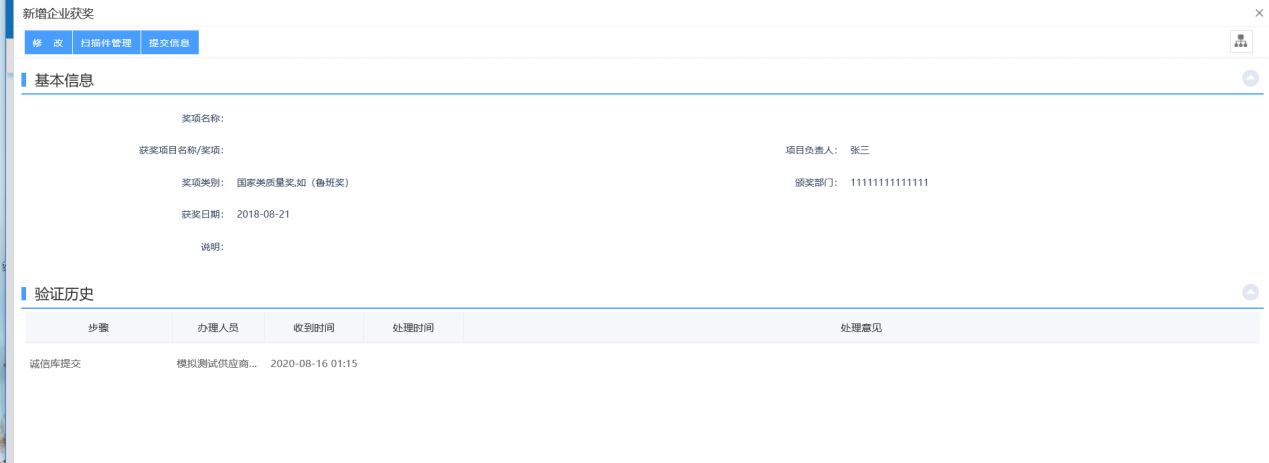 新增企业获奖
修 改 扫描件管理 提交信息
基本信息
奖项名称：
获奖项目名称/奖项： 项目负责人： 张三
奖项类别： 国家类质量奖,如（鲁班奖） 颁奖部门： 11111111111111
获奖日期： 2018-08-21
说明：
验证历史
步骤 办理人员 收到时间 处理时间 处理意见
诚信库提交 模拟测试供应商... 2020-08-16 01:15